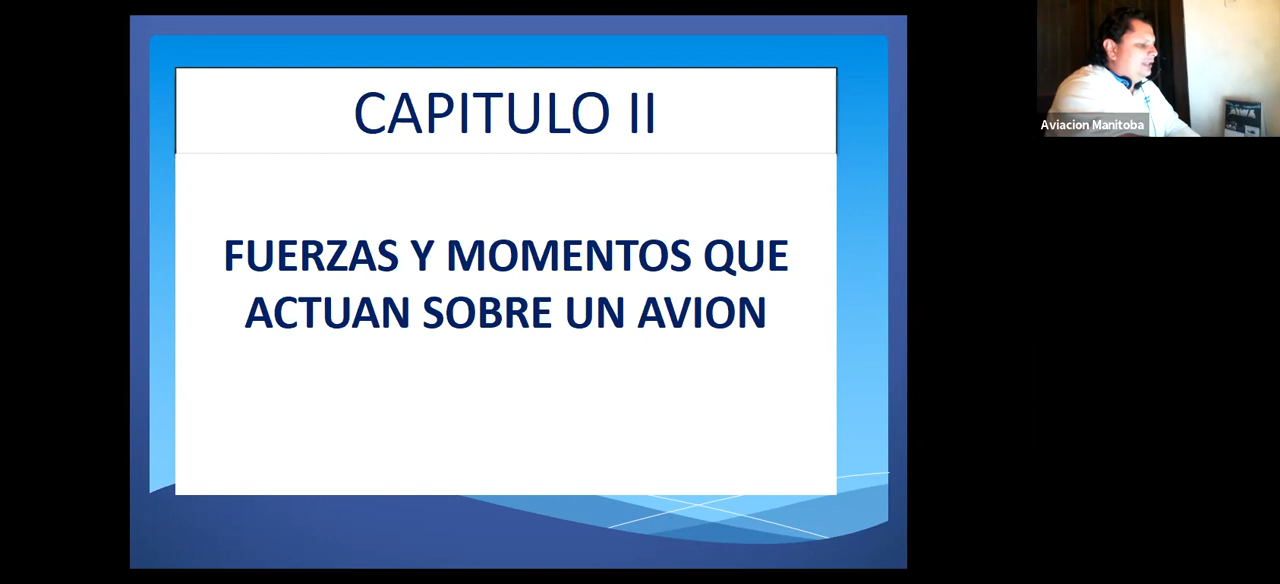 CAPITULO II
FUERZAS Y MOMENTOS QUE
ACTUAN SOBRE UN AVION
Aviacion Manitoba